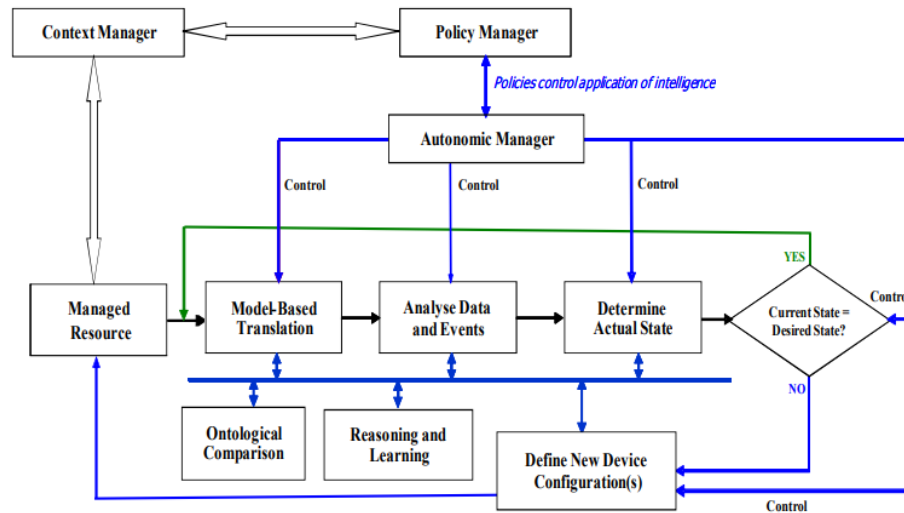 Context Manager
Policy Manager
Policies control application of intelligence
Autonomic Manager
Control
Control
Control
YES
Managed
Resource
Model-Based
Translation
Analyse Data
and Events
Determine
Actual State
Current State =
Desired State?
Control
NO
Ontological
Comparison
Reasoning and
Learning
Define New Device
Configuration(s)
Control